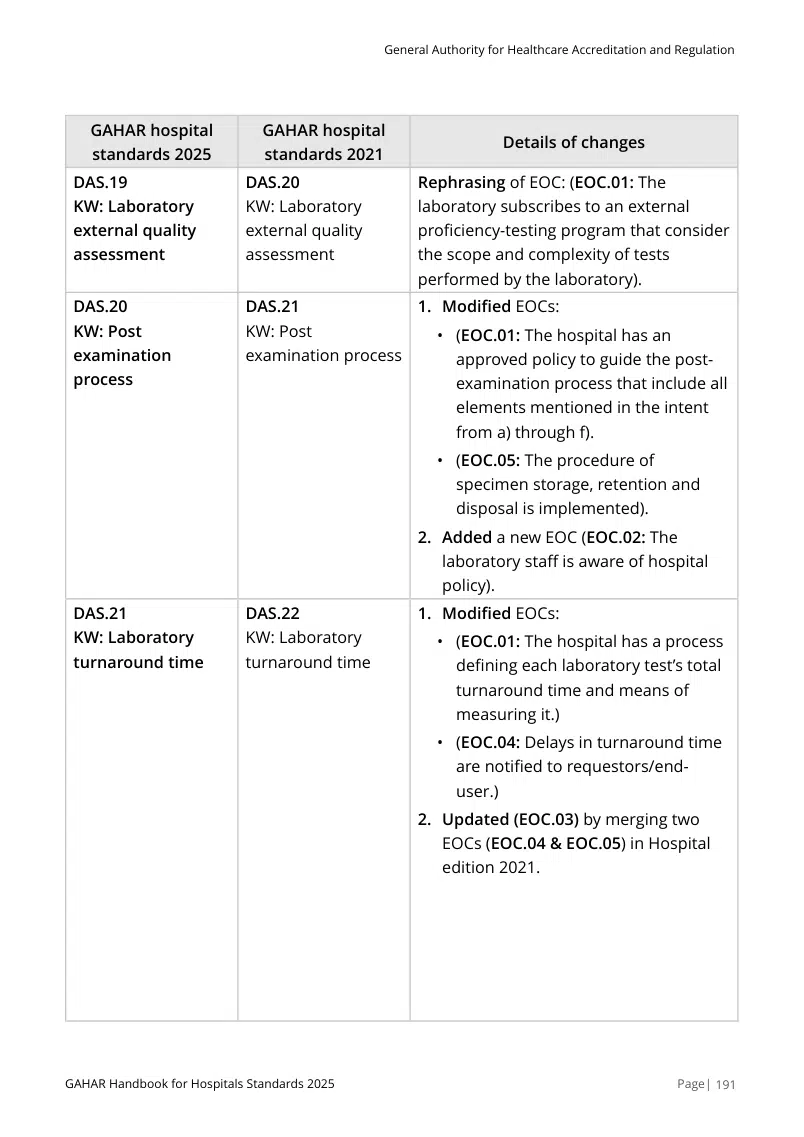 General Authority for Healthcare Accreditation and Regulation
GAHAR hospital
standards 2025
GAHAR hospital
standards 2021
Details of changes
DAS.19
KW: Laboratory
external quality
assessment
DAS.20
KW: Laboratory
external quality
assessment
Rephrasing of EOC: (EOC.01: The
laboratory subscribes to an external
proficiency-testing program that consider
the scope and complexity of tests
performed by the laboratory).
DAS.20
KW: Post
examination
process
DAS.21
KW: Post
examination process
1. Modified EOCs:
• (EOC.01: The hospital has an
approved policy to guide the post-
examination process that include all
elements mentioned in the intent
from a) through f).
• (EOC.05: The procedure of
specimen storage, retention and
disposal is implemented).
2. Added a new EOC (EOC.02: The
laboratory staff is aware of hospital
policy).
DAS.21
KW: Laboratory
turnaround time
DAS.22
KW: Laboratory
turnaround time
1. Modified EOCs:
• (EOC.01: The hospital has a process
defining each laboratory test’s total
turnaround time and means of
measuring it.)
• (EOC.04: Delays in turnaround time
are notified to requestors/end-
user.)
2. Updated (EOC.03) by merging two
EOCs (EOC.04 & EOC.05) in Hospital
edition 2021.
GAHAR Handbook for Hospitals Standards 2025
Page| 191